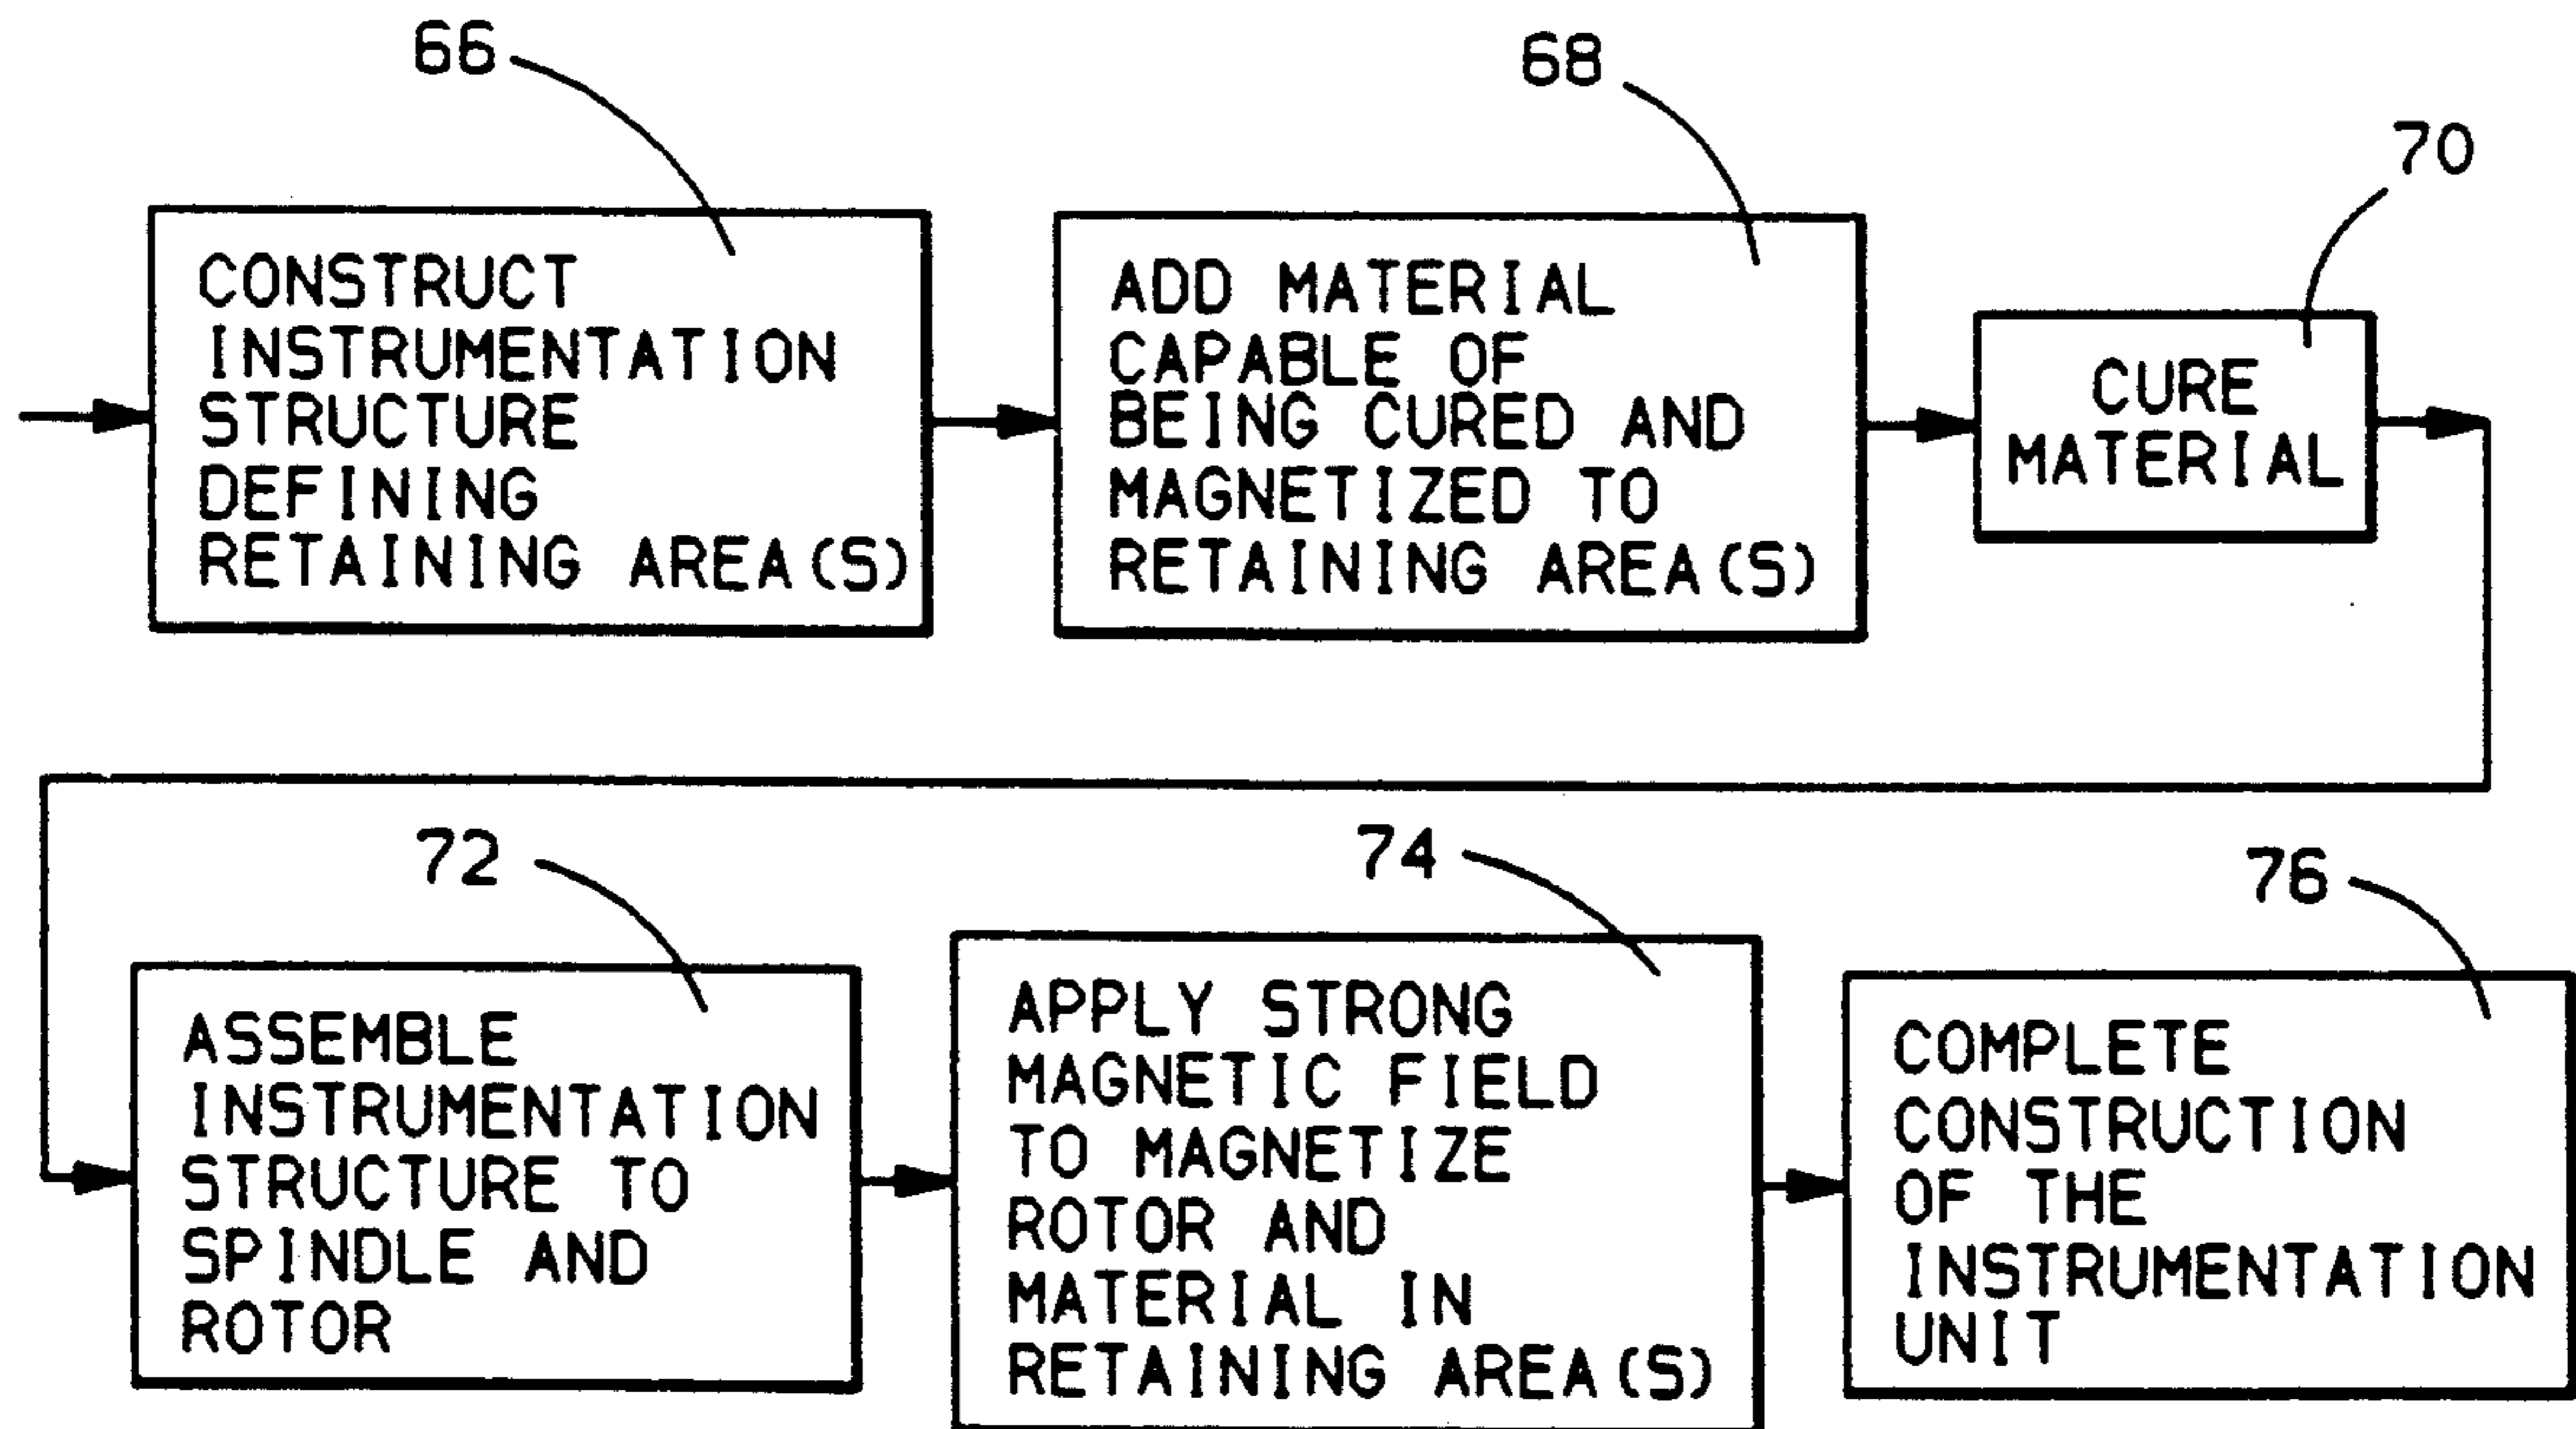 66
68
70
CONSTRUCT
INSTRUMENTATION
STRUCTURE
DEFINING
RETAINING AREA(S)
ADD MATERIAL
CAPABLE OF
BEING CURED AND
MAGNETIZED TO
RETAINING AREA(S)
CURE
MATERIAL
72
74
76
ASSEMBLE
INSTRUMENTATION
STRUCTURE TO
SPINDLE AND
ROTOR
APPLY STRONG
MAGNETIC FIELD
TO MAGNETIZE
ROTOR AND
MATERIAL IN
RETAINING AREA(S)
COMPLETE
CONSTRUCTION
OF THE
INSTRUMENTATION
UNIT